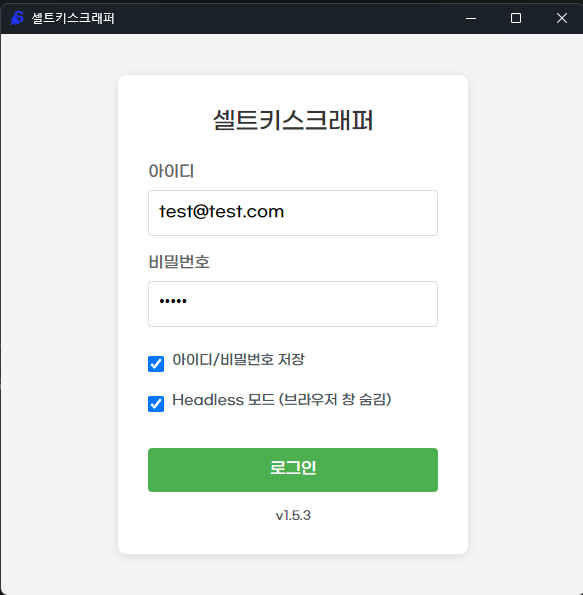 셀트키스크래퍼
셀트키스크래퍼
아이디
test@test.com
비밀번호
•••••
아이디/비밀번호 저장
Headless 모드 (브라우저 창 숨김)
로그인
v1.5.3